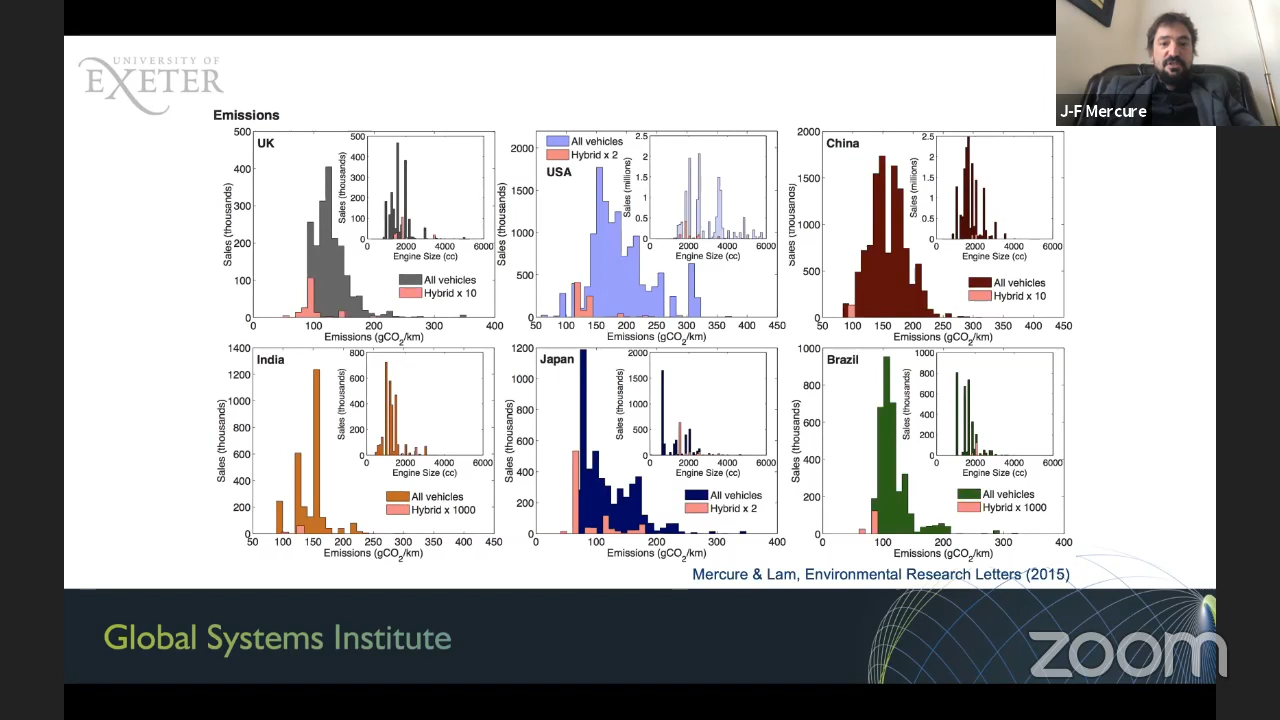 UNIVERSITY OF
EXETER
J-F Mercure
Emissions
UK
Sales (thousands)
500
400
300
200
100
0
0 100 200 300 400
Emissions (gCO2/km)
All vehicles
Hybrid x 10
Sales (thousands)
500
400
300
200
100
0
0 2000 4000 6000
Engine Size (cc)
USA
All vehicles
Hybrid x 2
Sales (thousands)
2000
1500
1000
500
0
50 100 150 200 250 300 350 400 450
Emissions (gCO2/km)
Sales (millions)
2.5
2
1.5
1
0.5
0
0 2000 4000 6000
Engine Size (cc)
China
Sales (thousands)
2000
1500
1000
500
0
50 100 150 200 250 300 350 400 450
Emissions (gCO2/km)
All vehicles
Hybrid x 10
Sales (millions)
2.5
2
1.5
1
0.5
0
0 2000 4000 6000
Engine Size (cc)
India
Sales (thousands)
1400
1200
1000
800
600
400
200
0
50 100 150 200 250 300 350 400 450
Emissions (gCO2/km)
All vehicles
Hybrid x 1000
Sales (thousands)
800
600
400
200
0
0 2000 4000 6000
Engine Size (cc)
Japan
Sales (thousands)
1200
1000
800
600
400
200
0
0 100 200 300 400
Emissions (gCO2/km)
All vehicles
Hybrid x 2
Sales (thousands)
2000
1500
1000
500
0
0 2000 4000 6000
Engine Size (cc)
Brazil
Sales (thousands)
1000
800
600
400
200
0
0 100 200 300 400
Emissions (gCO2/km)
All vehicles
Hybrid x 1000
Sales (thousands)
1000
800
600
400
200
0
0 2000 4000 6000
Engine Size (cc)
Mercure & Lam, Environmental Research Letters (2015)
Global Systems Institute
zoom